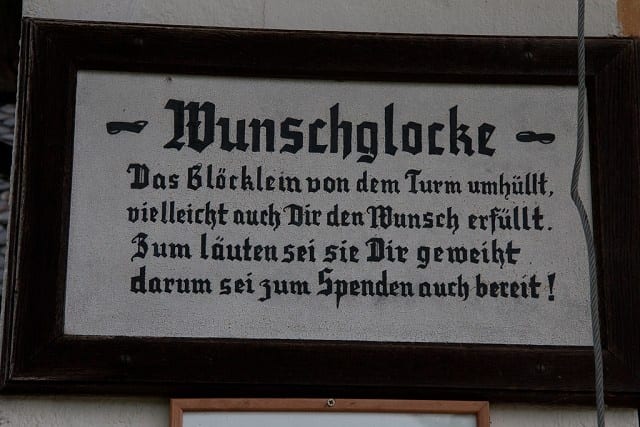 Wunschglocke
Das Glöcklein von dem Turm umhüllt,
vielleicht auch Dir den Wunsch erfüllt.
Zum läuten sei sie Dir geweiht
darum sei zum Spenden auch bereit!